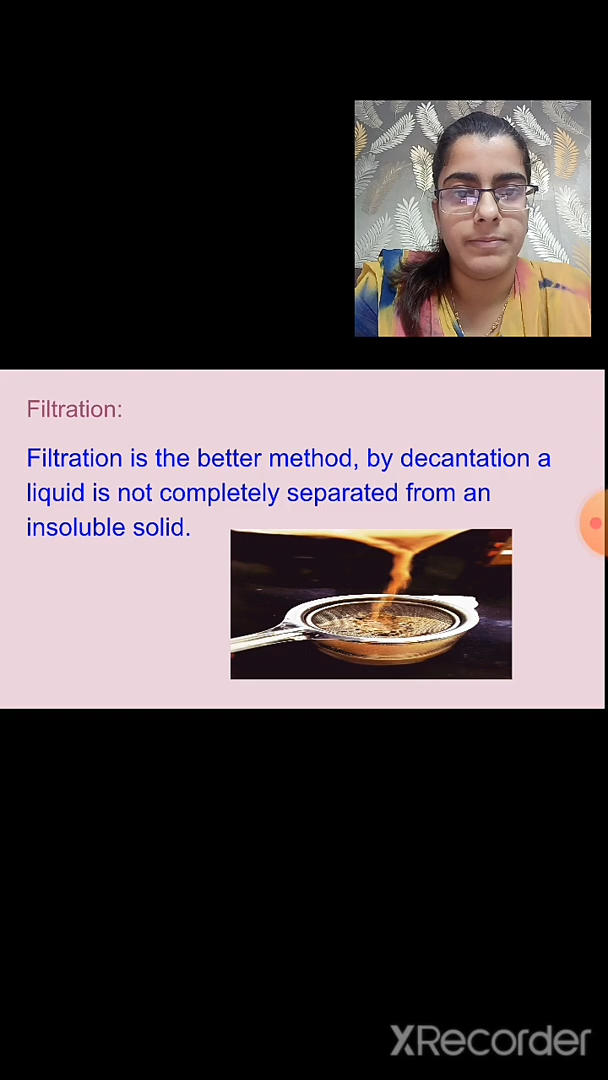 Filtration:
Filtration is the better method, by decantation a
liquid is not completely separated from an
insoluble solid.
XRecorder